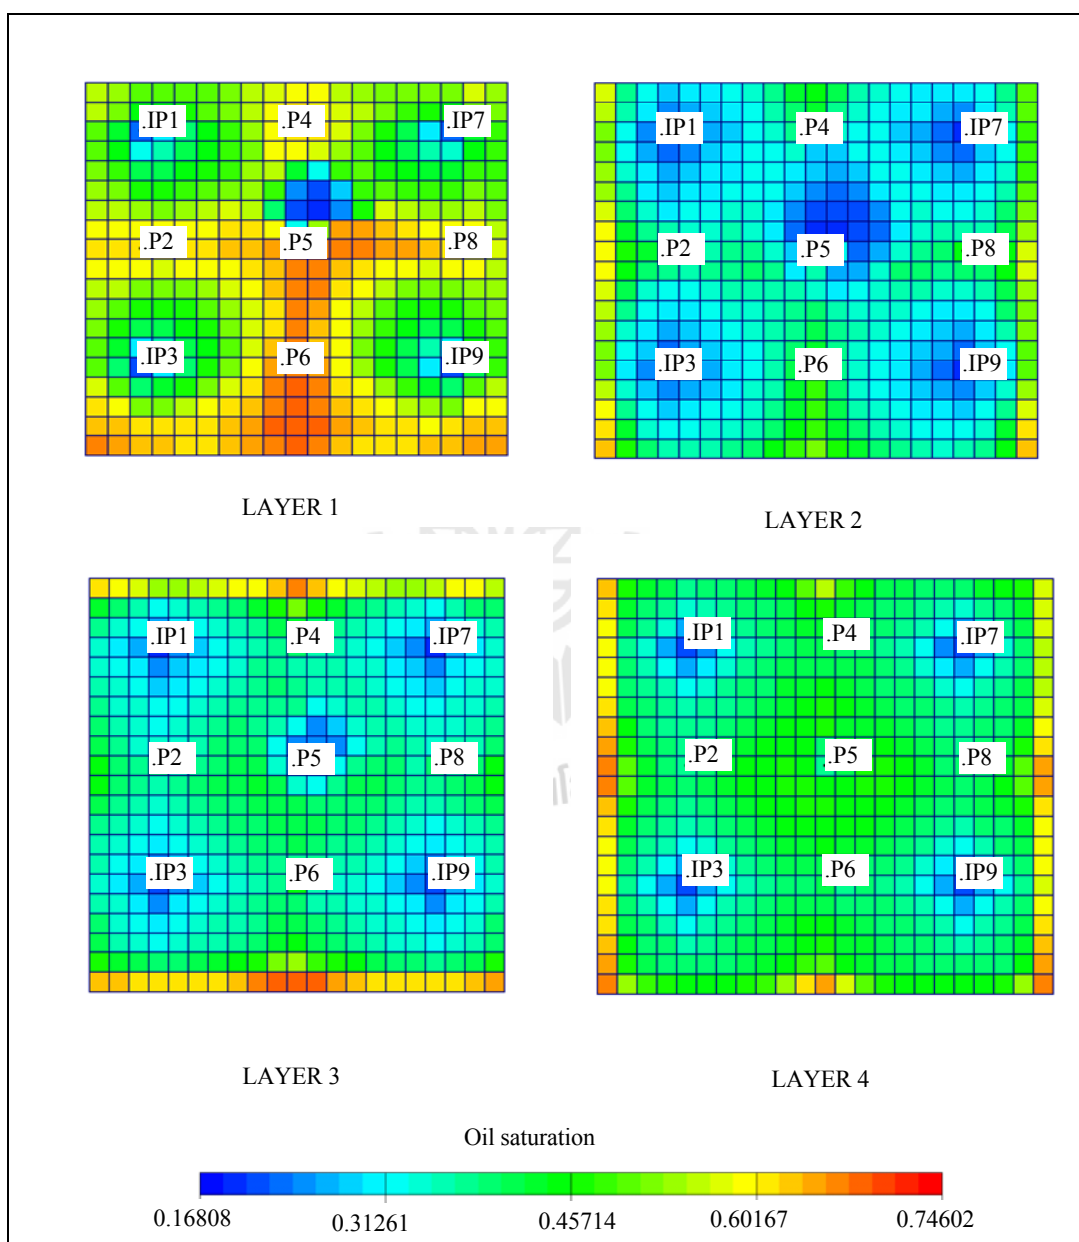 .IP1 .P4 .IP7
.P2 .P5 .P8
.IP3 .P6 .IP9
LAYER 1
.IP1 .P4 .IP7
.P2 .P5 .P8
.IP3 .P6 .IP9
LAYER 2
.IP1 .P4 .IP7
.P2 .P5 .P8
.IP3 .P6 .IP9
LAYER 3
.IP1 .P4 .IP7
.P2 .P5 .P8
.IP3 .P6 .IP9
LAYER 4
Oil saturation
0.16808 0.31261 0.45714 0.60167 0.74602